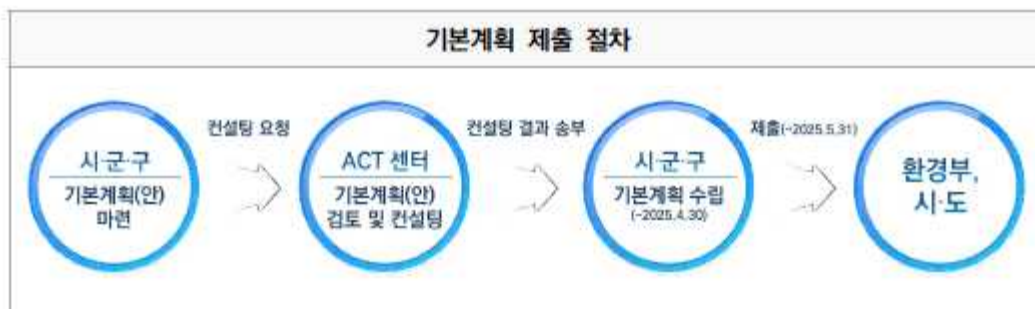 기본계획 제출 절차
시·군·구
기본계획(안)
마련
컨설팅 요청
ACT 센터
기본계획(안)
검토 및 컨설팅
컨설팅 결과 송부
시·군·구
기본계획 수립
(~2025.4.30)
제출(~2025.5.31)
환경부,
시·도